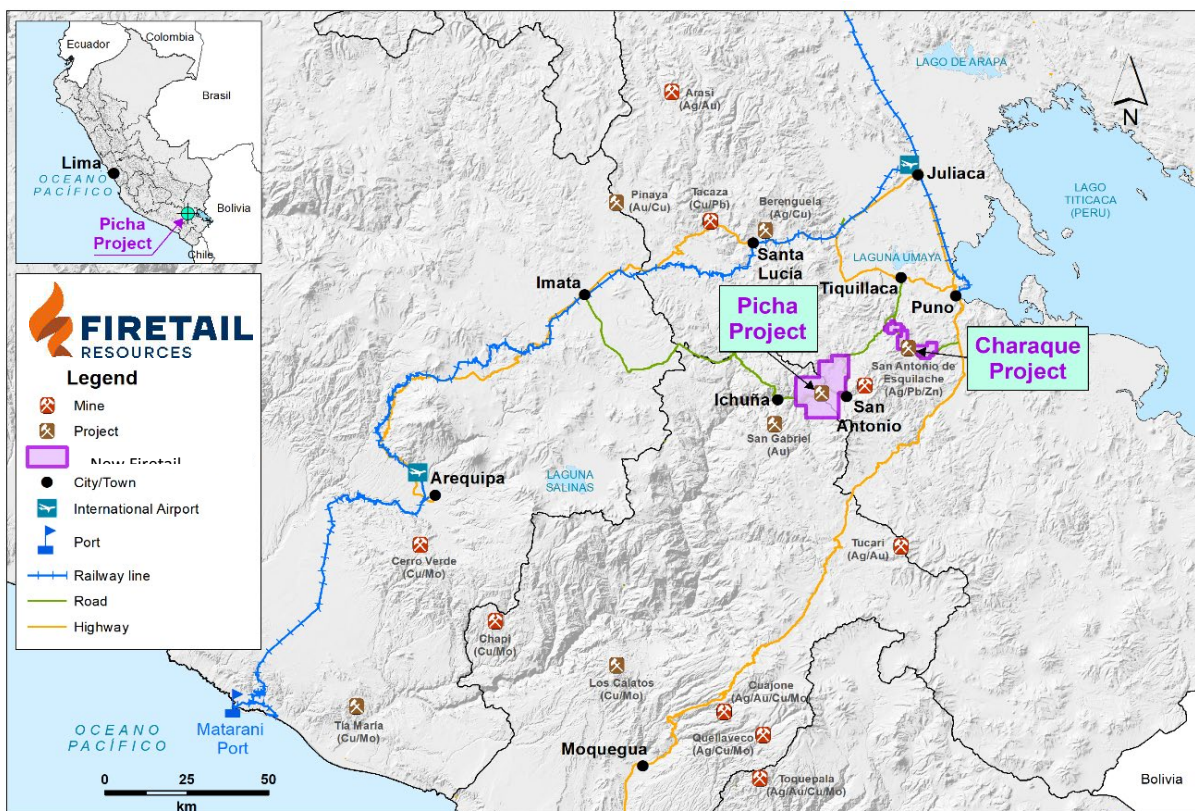 Ecuador
Colombia
Brasil
Lima
OCEANO
PACÍFICO
Bolivia
Picha
Project
Chile
FIRETAIL
RESOURCES
Legend
Mine
Project
City/Town
International Airport
Port
Railway line
Road
Highway
OCEANO
PACÍFICO
0 25 50
km
Matarani
Port
Arasi
(Ag/Au)
LAGO DE ARAPA
N
Juliaca
LAGO
TITICACA
(PERU)
Pinaya
(Au/Cu)
Tacaza
(Cu/Pb)
Berenguela
(Ag/Cu)
Santa
Lucía
LAGUNA UMAYA
Imata
Tiquillaca
Puno
Picha
Project
Charaque
Project
San Antonio de
Esquilache
(Ag/Pb/Zn)
Ichuña
San
Antonio
San Gabriel
(Au)
Arequipa
LAGUNA
SALINAS
Cerro Verde
(Cu/Mo)
Tucari
(Ag/Au)
Chapi
(Cu/Mo)
Los Calatos
(Cu/Mo)
Tía María
(Cu/Mo)
Cuajone
(Ag/Au/Cu/Mo)
Quellaveco
(Ag/Cu/Mo)
Moquegua
Toquepala
(Ag/Au/Cu/Mo)
Bolivia